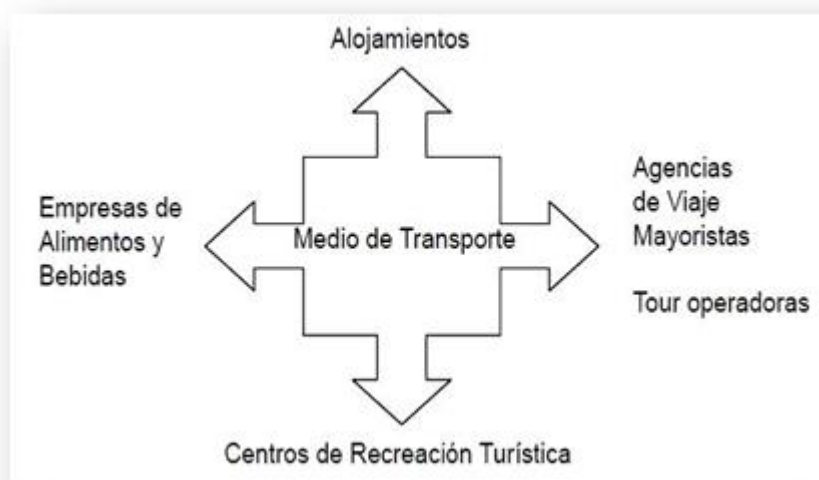 Alojamientos
Empresas de
Alimentos y
Bebidas
Medio de Transporte
Agencias
de Viaje
Mayoristas
Tour operadoras
Centros de Recreación Turística